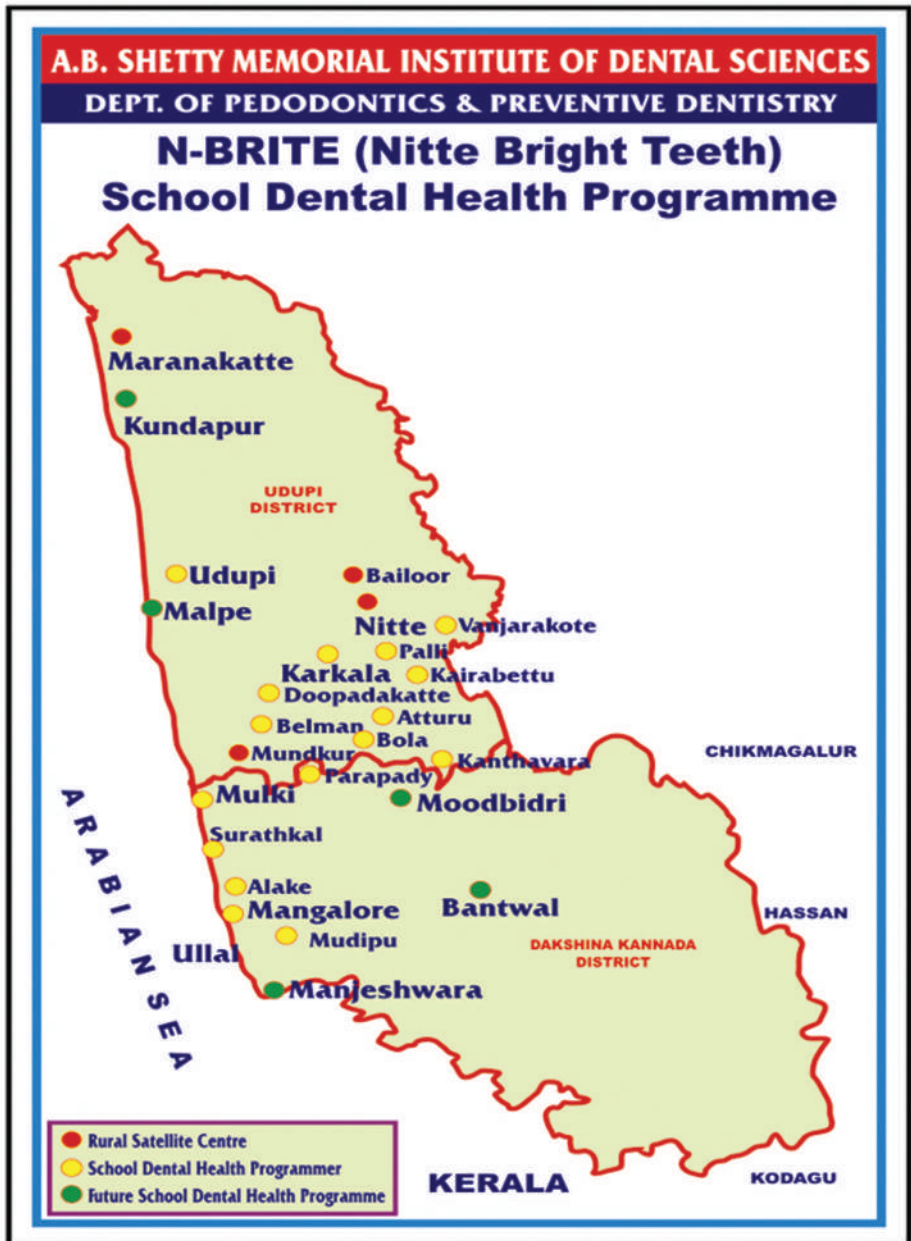 A.B. SHETTY MEMORIAL INSTITUTE OF DENTAL SCIENCES
DEPT. OF PEDODONTICS & PREVENTIVE DENTISTRY
N-BRITE (Nitte Bright Teeth)
School Dental Health Programme
Maranakatte
Kundapur
UDUPI
DISTRICT
Udupi
Bailoor
Malpe
Nitte
Vanjarakote
Palli
Karkala
Kairabettu
Doopadakatte
Atturu
Belman
Bola
Mundkur
Kanthavara
CHIKMAGALUR
Parapady
Mulki
Moodbidri
Surathkal
Alake
Mangalore
Bantwal
HASSAN
Mudipu
Ullal
DAKSHINA KANNADA
DISTRICT
Manjeshwara
ARABIAN SEA
Rural Satellite Centre
School Dental Health Programmer
Future School Dental Health Programme
KERALA
KODAGU